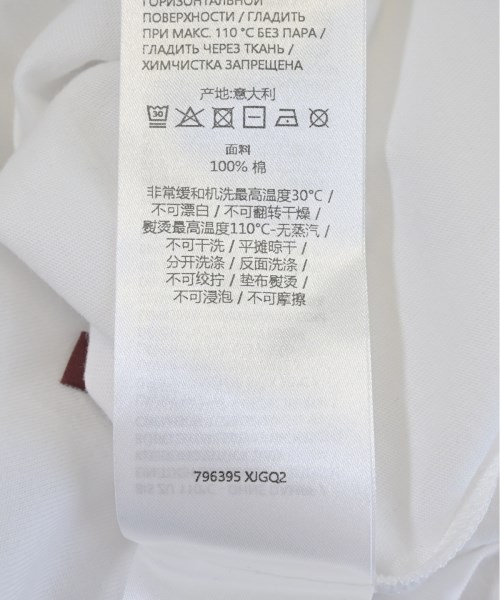 ГОРИЗОНТАЛЬНОЙ
ПОВЕРХНОСТИ / ГЛАДИТЬ
ПРИ МАКС. 110 °C БЕЗ ПАРА /
ГЛАДИТЬ ЧЕРЕЗ ТКАНЬ /
ХИМЧИСТКА ЗАПРЕЩЕНА
产地:意大利
30
面料
100% 棉
非常缓和机洗最高温度30°C /
不可漂白 / 不可翻转干燥 /
熨烫最高温度110°C-无蒸汽 /
不可干洗 / 平摊晾干 /
分开洗涤 / 反面洗涤 /
不可绞拧 / 垫布熨烫 /
不可浸泡 / 不可摩擦
796395 XJGQ2